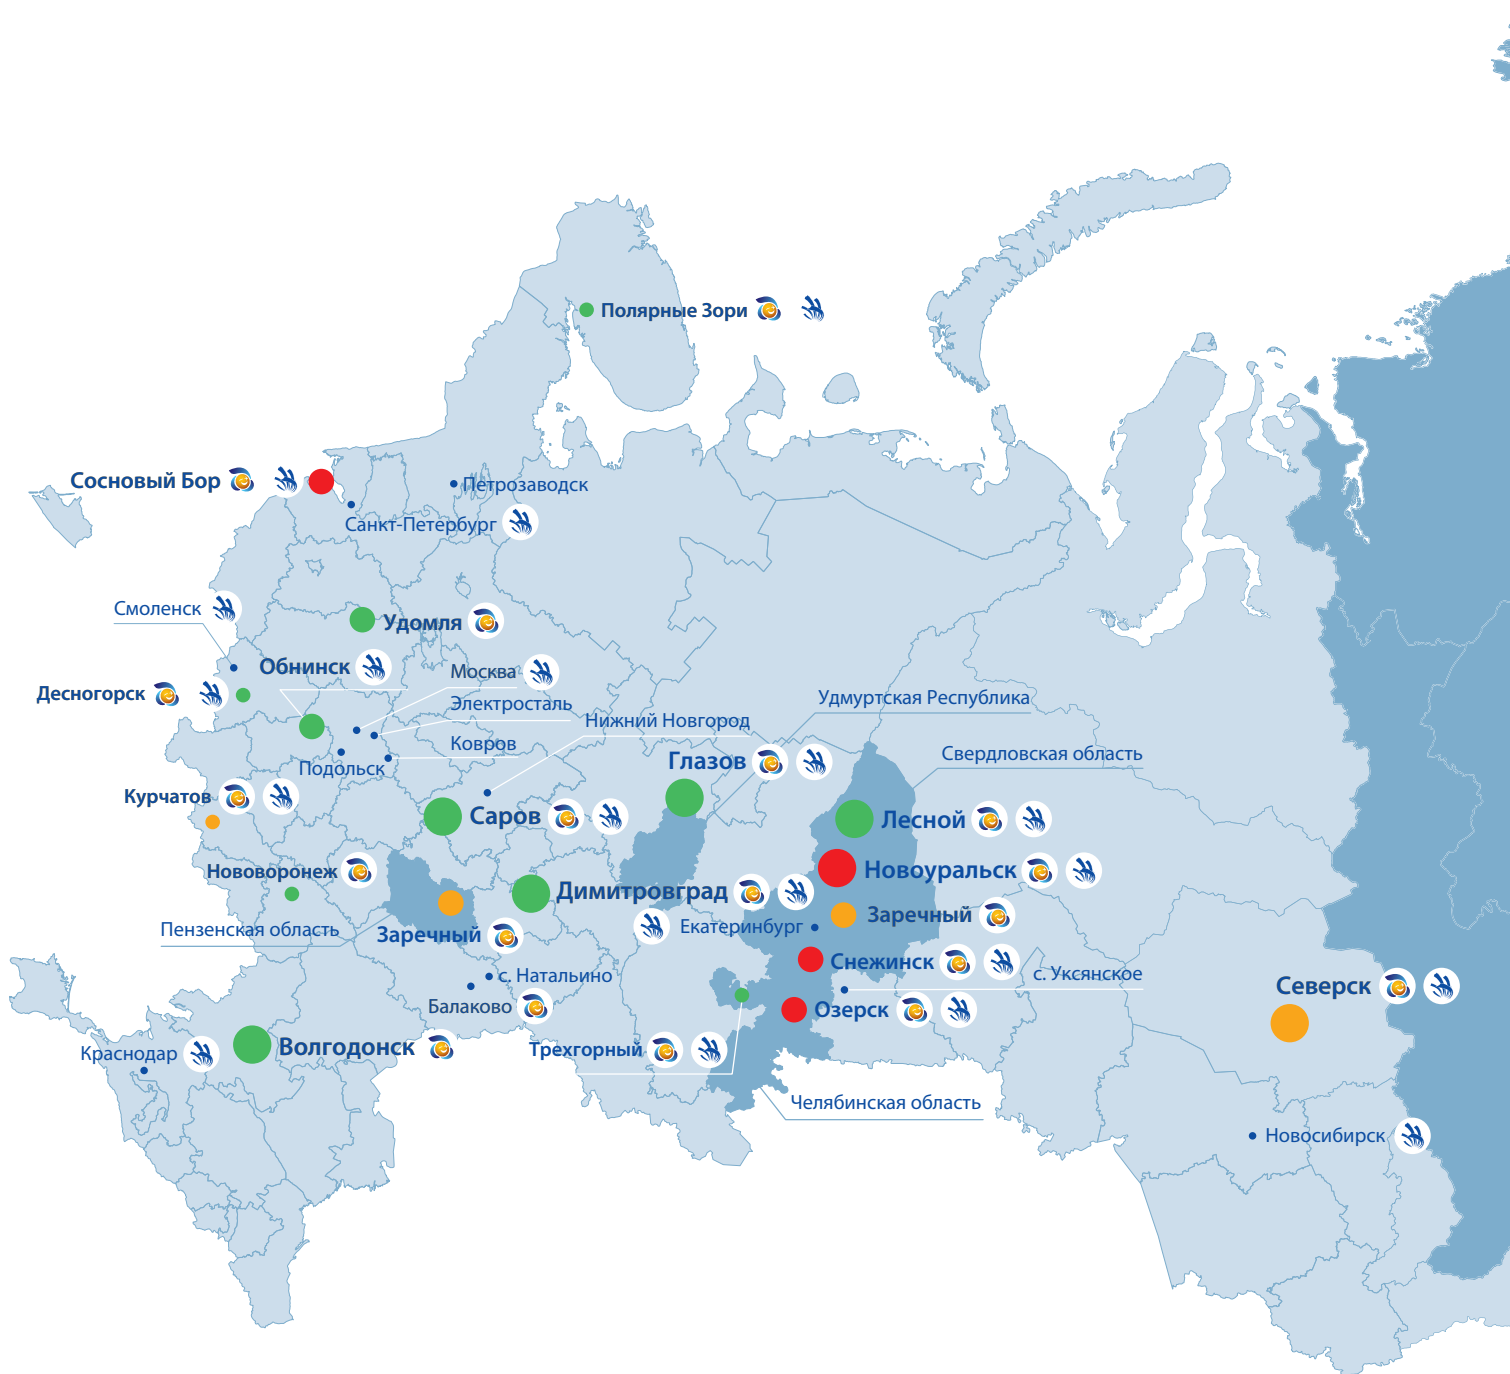 Полярные Зори
Сосновый Бор
Петрозаводск
Санкт-Петербург
Смоленск
Удомля
Обнинск
Москва
Десногорск
Электросталь
Удмуртская Республика
Нижний Новгород
Ковров
Свердловская область
Глазов
Подольск
Курчатов
Саров
Лесной
Нововоронеж
Новоуральск
Димитровград
Заречный
Екатеринбург
Пензенская область
Заречный
Снежинск
с. Уксянское
с. Натальино
Северск
Балаково
Озерск
Волгодонск
Трехгорный
Краснодар
Челябинская область
Новосибирск